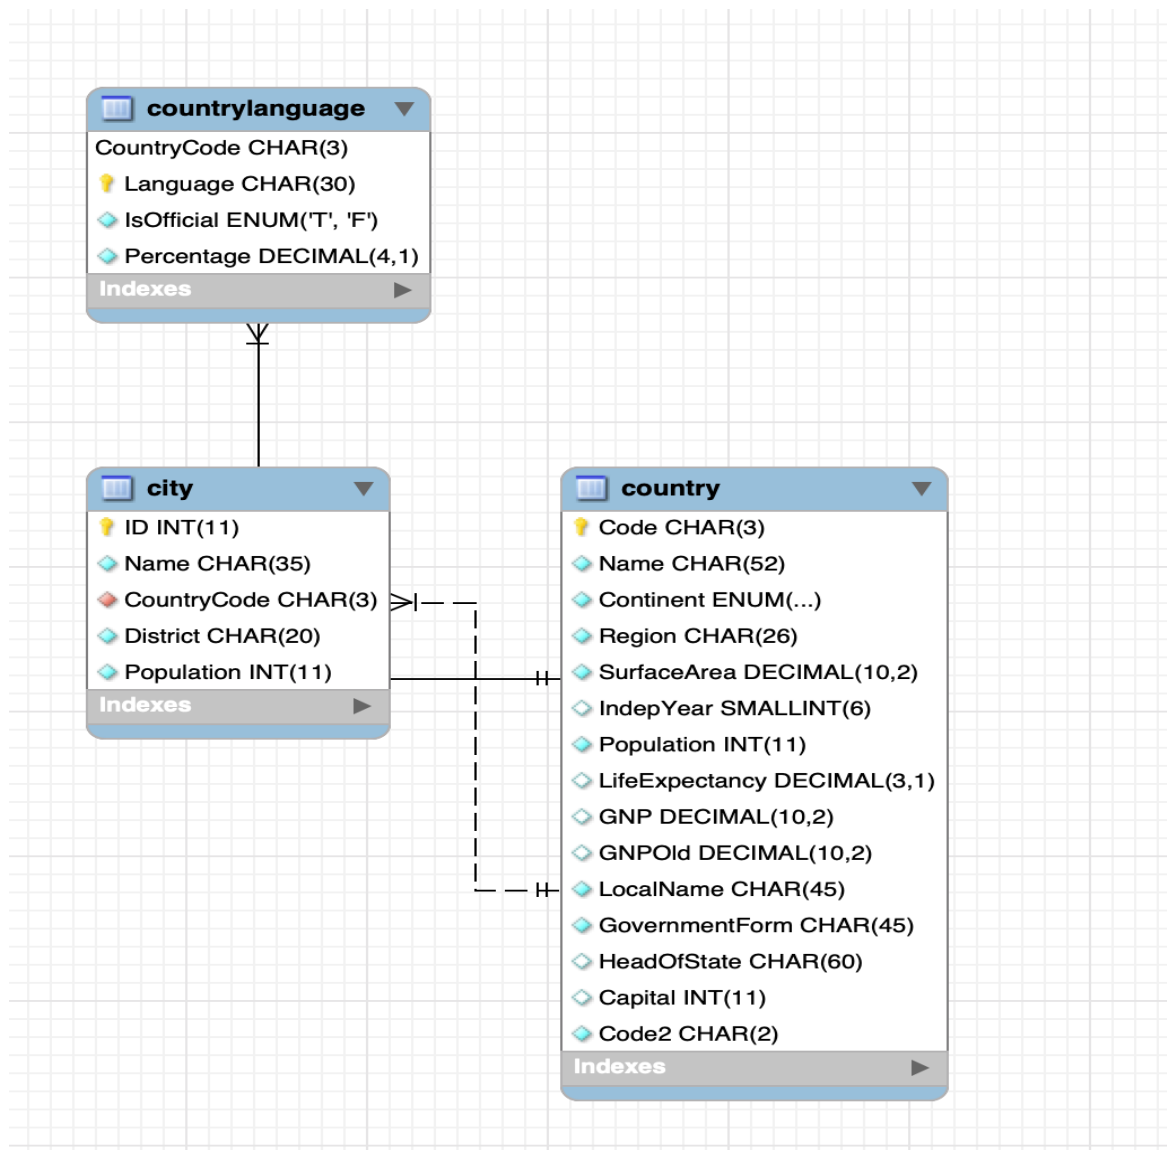 countrylanguage
CountryCode CHAR(3)
Language CHAR(30)
IsOfficial ENUM('T', 'F')
Percentage DECIMAL(4,1)
Indexes
city
ID INT(11)
Name CHAR(35)
CountryCode CHAR(3)
District CHAR(20)
Population INT(11)
Indexes
country
Code CHAR(3)
Name CHAR(52)
Continent ENUM(...)
Region CHAR(26)
SurfaceArea DECIMAL(10,2)
IndepYear SMALLINT(6)
Population INT(11)
LifeExpectancy DECIMAL(3,1)
GNP DECIMAL(10,2)
GNPOld DECIMAL(10,2)
LocalName CHAR(45)
GovernmentForm CHAR(45)
HeadOfState CHAR(60)
Capital INT(11)
Code2 CHAR(2)
Indexes